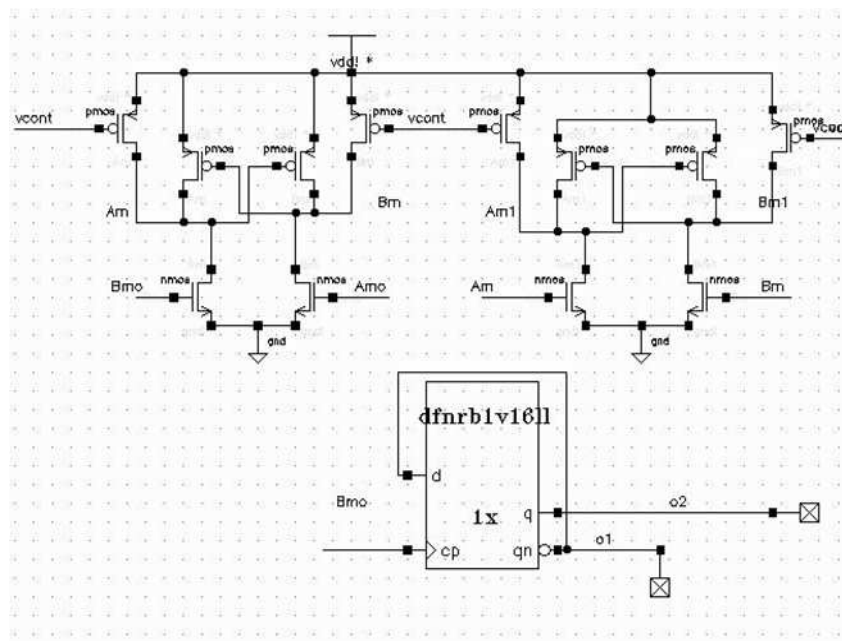 vdd! *
vcont
pmos
pmos
vcont
pmos
pmos
pmos
pmos
pmos
pmos
Am
Bm
Am1
Bm1
nmos
nmos
nmos
nmos
Bmo
Amo
Am
Bm
gnd
gnd
dfnrb1v16ll
d
Bmo
1x
q
o2
cp
qn
o1